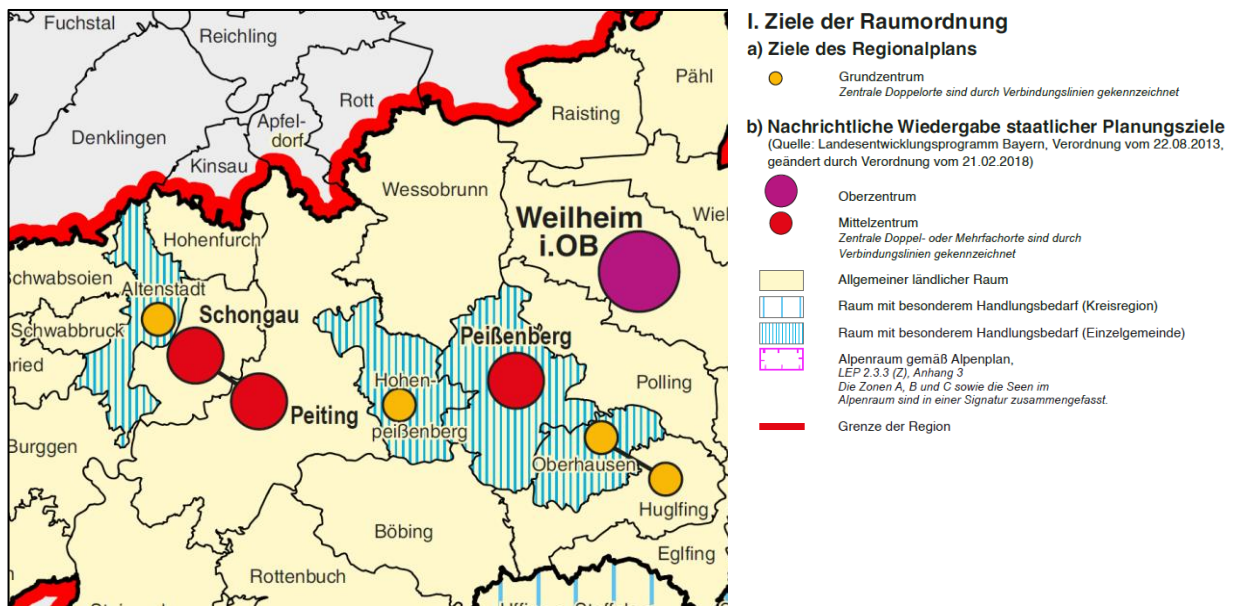 Fuchstal
Reichling
Denklingen
Rott
Apfel-
dorf
Kinsau
Raisting
Pähl
Wessobrunn
Weilheim
i.OB
Hohenfurch
Altenstadt
Schwabbruck
Schongau
Peiting
Hohen-
peißenberg
Peißenberg
Polling
Oberhausen
Huglfing
Burggen
Böbing
Eglfing
Rottenbuch
I. Ziele der Raumordnung
a) Ziele des Regionalplans
Grundzentrum
Zentrale Doppelorte sind durch Verbindungslinien gekennzeichnet
b) Nachrichtliche Wiedergabe staatlicher Planungsziele
(Quelle: Landesentwicklungsprogramm Bayern, Verordnung vom 22.08.2013,
geändert durch Verordnung vom 21.02.2018)
Oberzentrum
Mittelzentrum
Zentrale Doppel- oder Mehrfachorte sind durch
Verbindungslinien gekennzeichnet
Allgemeiner ländlicher Raum
Raum mit besonderem Handlungsbedarf (Kreisregion)
Raum mit besonderem Handlungsbedarf (Einzelgemeinde)
Alpenraum gemäß Alpenplan,
LEP 2.3.3 (Z), Anhang 3
Die Zonen A, B und C sowie die Seen im
Alpenraum sind in einer Signatur zusammengefasst.
Grenze der Region